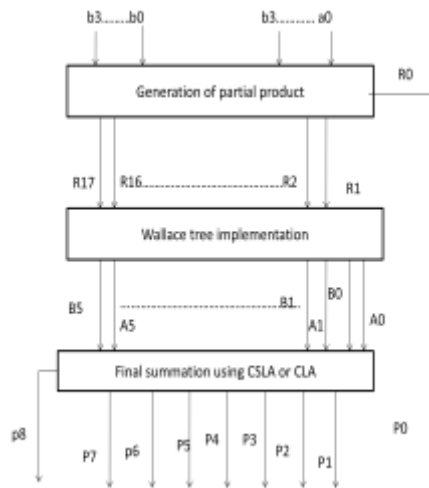 b3.........b0 b3......... a0
R0
Generation of partial product
R17 R16.................................R2 R1
Wallace tree implementation
B5 ..........................................B1 B0
A5 A1 A0
Final summation using CSLA or CLA
p8 P7 p6 P5 P4 P3 P2 P1 P0